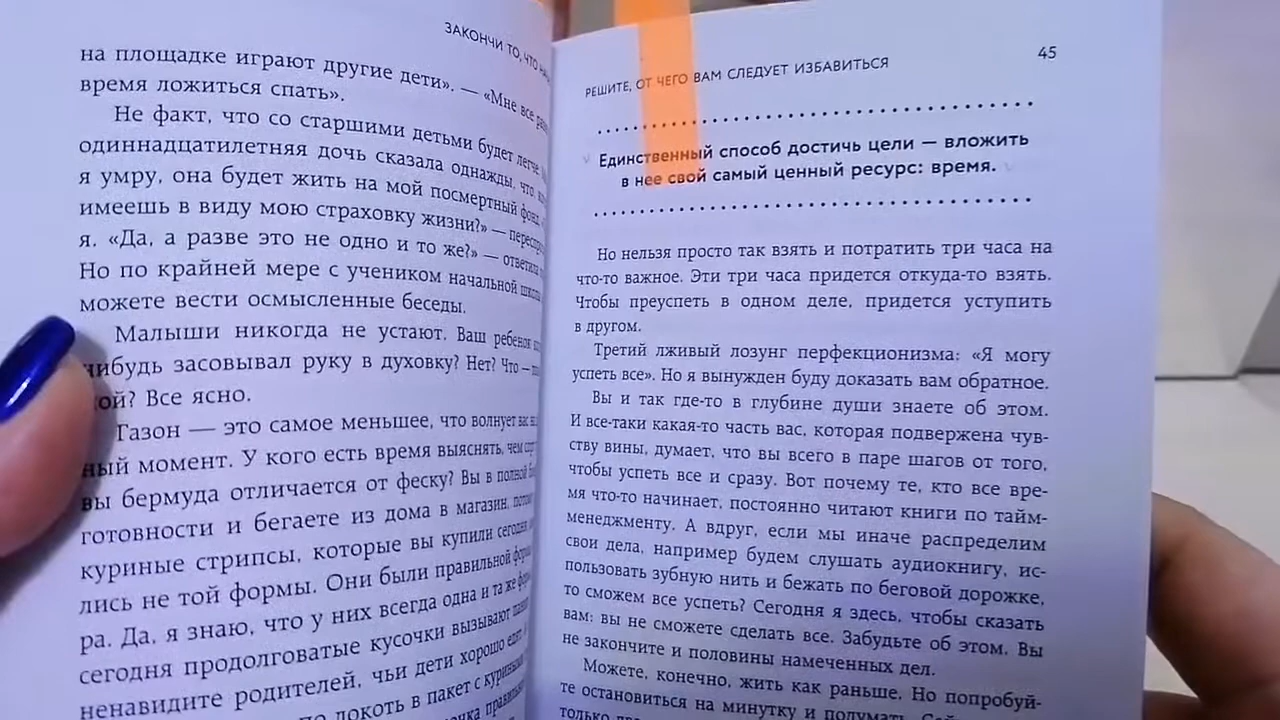 ЗАКОНЧИ ТО, ЧТО
на площадке играют другие дети». — «Мне все
время ложиться спать».
Не факт, что со старшими детьми будет легче.
одиннадцатилетняя дочь сказала однажды, что,
я умру, она будет жить на мой посмертный фонд.
имеешь в виду мою страховку жизни?» —
я. «Да, а разве это не одно и то же?» — ответила
Но по крайней мере с учеником начальной школы
можете вести осмысленные беседы.
Малыши никогда не устают. Ваш ребенок
нибудь засовывал руку в духовку? Нет? Что —
ной? Все ясно.
Газон — это самое меньшее, что волнует вас
ный момент. У кого есть время выяснять, чем
вы бермуда отличается от феску? Вы в полной
готовности и бегаете из дома в магазин,
куриные стрипсы, которые вы купили сегодня,
лись не той формы. Они были правильной формы
ра. Да, я знаю, что у них всегда одна и та же
сегодня продолговатые кусочки вызывают
ненавидите родителей, чьи дети хорошо едят,
по локоть в пакет с куриными
РЕШИТЕ, ОТ ЧЕГО ВАМ СЛЕДУЕТ ИЗБАВИТЬСЯ 45
Единственный способ достичь цели — вложить
в нее свой самый ценный ресурс: время.
Но нельзя просто так взять и потратить три часа на
что-то важное. Эти три часа придется откуда-то взять.
Чтобы преуспеть в одном деле, придется уступить
в другом.
Третий лживый лозунг перфекционизма: «Я могу
успеть все». Но я вынужден буду доказать вам обратное.
Вы и так где-то в глубине души знаете об этом.
И все-таки какая-то часть вас, которая подвержена чув-
ству вины, думает, что вы всего в паре шагов от того,
чтобы успеть все и сразу. Вот почему те, кто все вре-
мя что-то начинает, постоянно читают книги по тайм-
менеджменту. А вдруг, если мы иначе распределим
свои дела, например будем слушать аудиокнигу, ис-
пользовать зубную нить и бежать по беговой дорожке,
то сможем все успеть? Сегодня я здесь, чтобы сказать
вам: вы не сможете сделать все. Забудьте об этом. Вы
не закончите и половины намеченных дел.
Можете, конечно, жить как раньше. Но попробуй-
те остановиться на минутку и подумать.
только